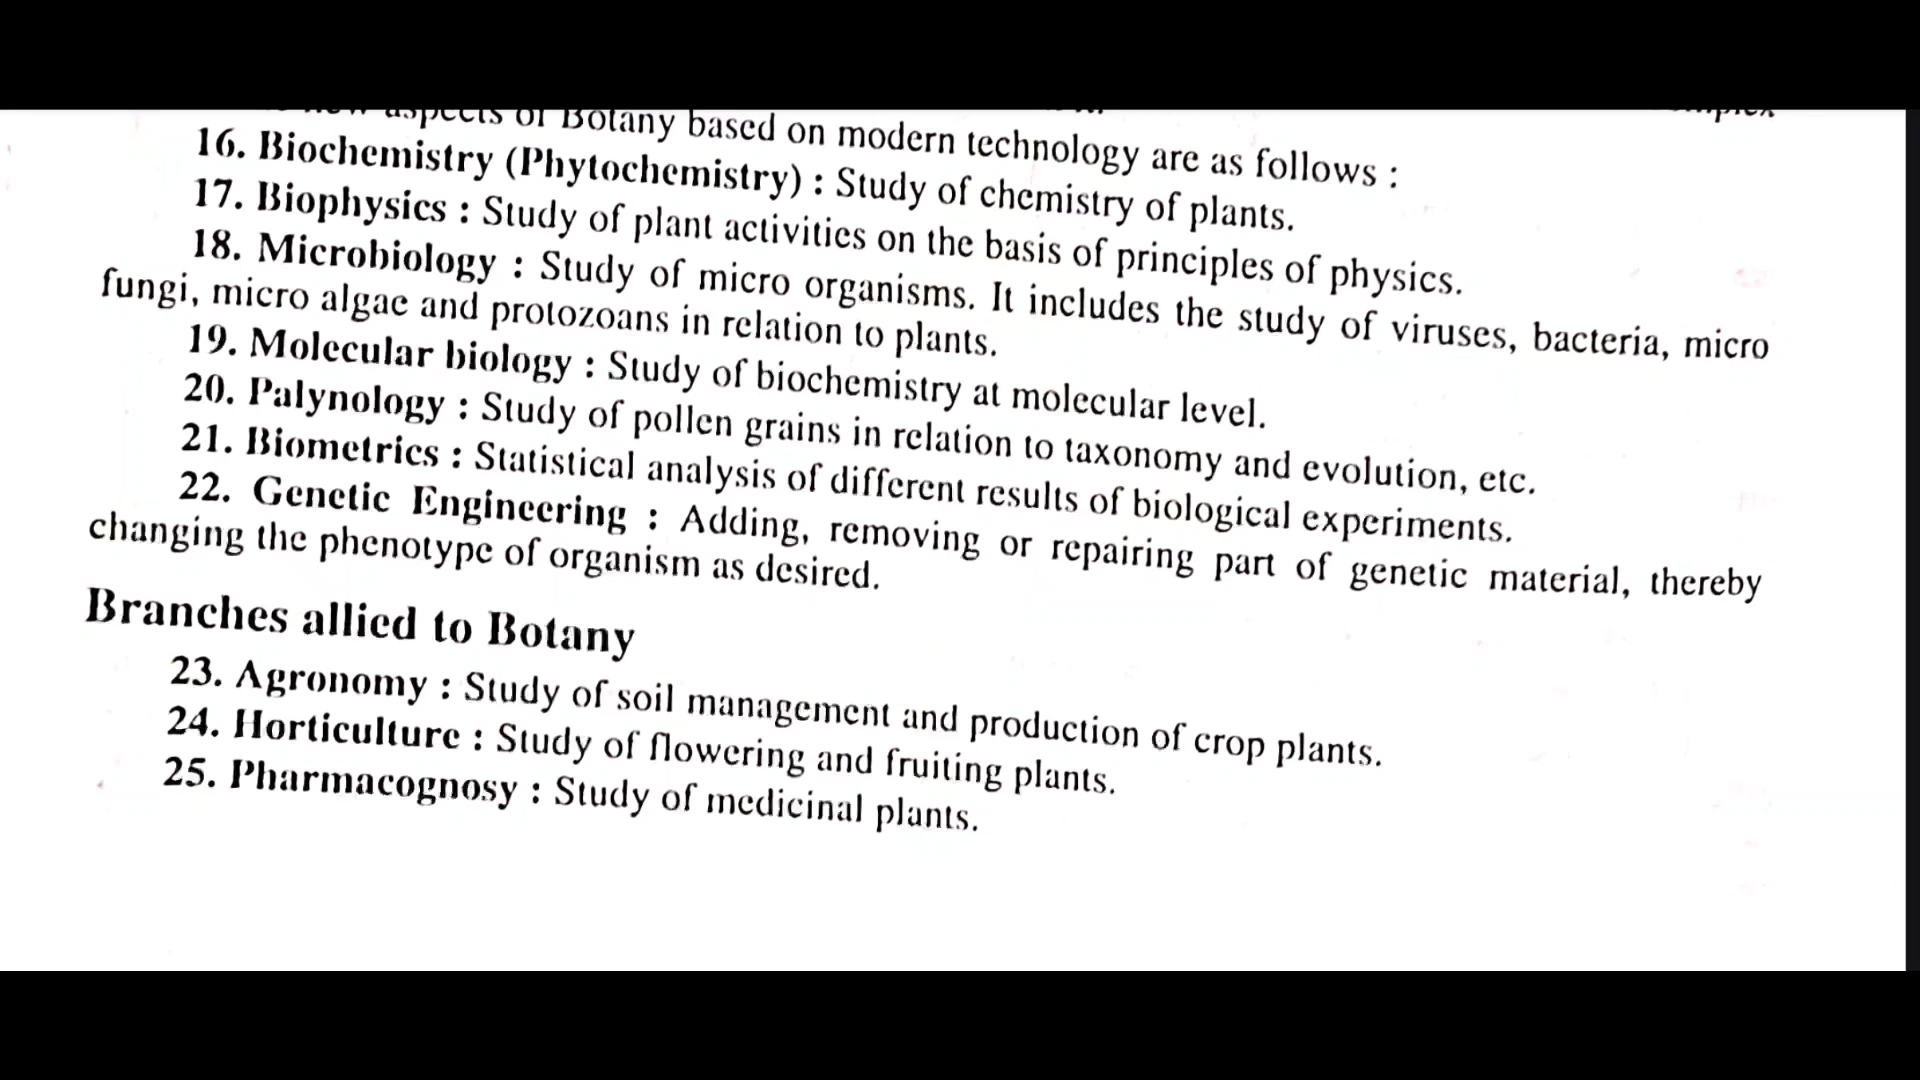 aspects of Botany based on modern technology are as follows :
16. Biochemistry (Phytochemistry) : Study of chemistry of plants.
17. Biophysics : Study of plant activities on the basis of principles of physics.
18. Microbiology : Study of micro organisms. It includes the study of viruses, bacteria, micro
fungi, micro algae and protozoans in relation to plants.
19. Molecular biology : Study of biochemistry at molecular level.
20. Palynology : Study of pollen grains in relation to taxonomy and evolution, etc.
21. Biometrics : Statistical analysis of different results of biological experiments.
22. Genetic Engineering : Adding, removing or repairing part of genetic material, thereby
changing the phenotype of organism as desired.
Branches allied to Botany
23. Agronomy : Study of soil management and production of crop plants.
24. Horticulture : Study of flowering and fruiting plants.
25. Pharmacognosy : Study of medicinal plants.